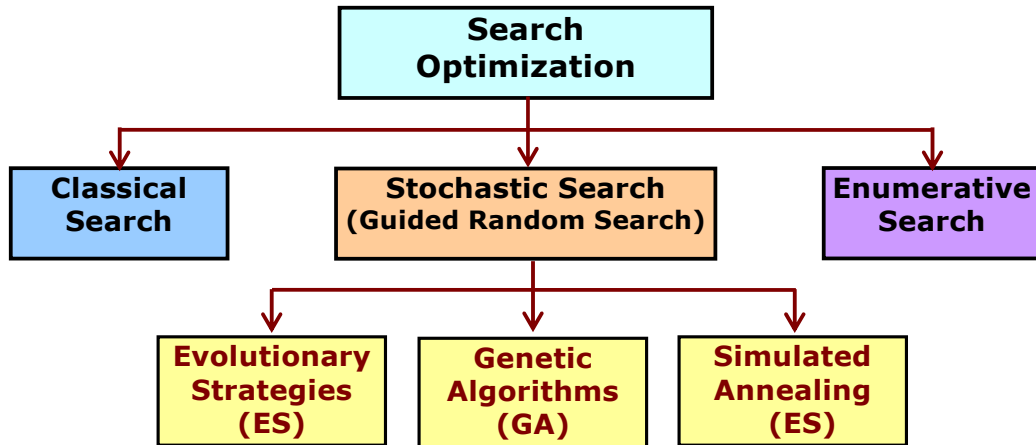 Search
Optimization
Classical
Search
Stochastic Search
(Guided Random Search)
Enumerative
Search
Evolutionary
Strategies
(ES)
Genetic
Algorithms
(GA)
Simulated
Annealing
(ES)